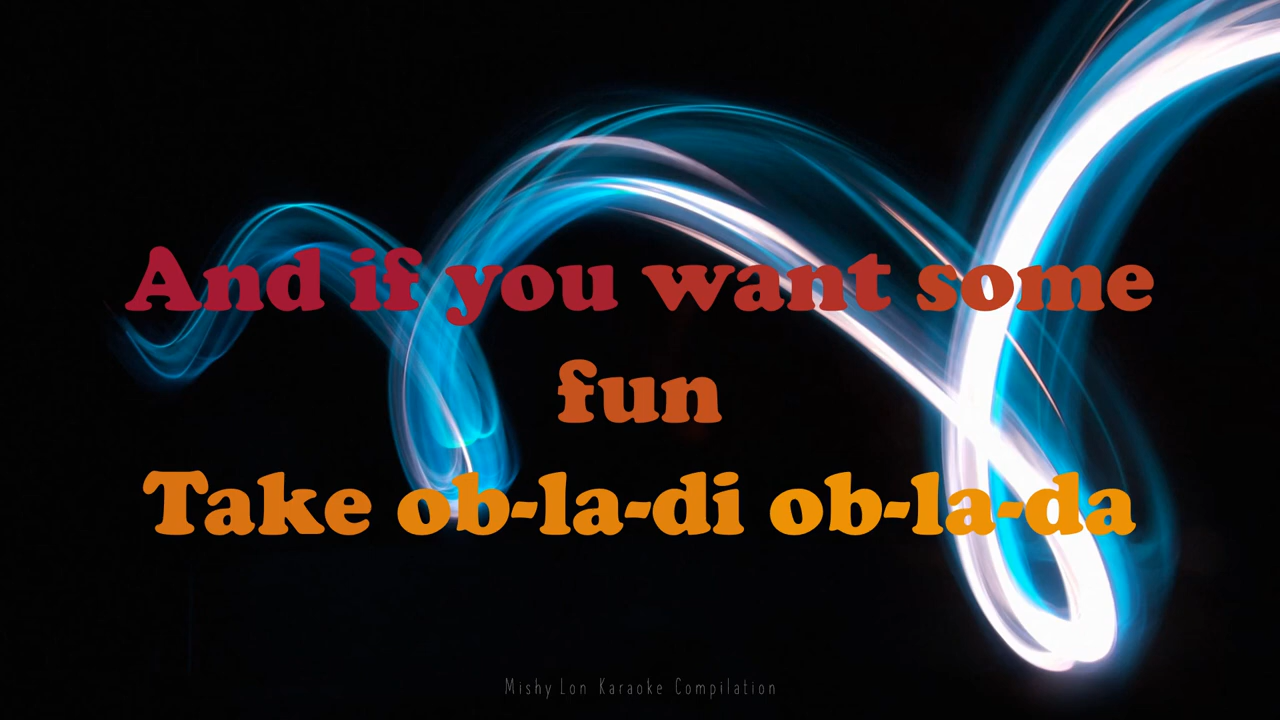 And if you want some
fun
Take ob-la-di ob-la-da
Mishy Lon Karaoke Compilation